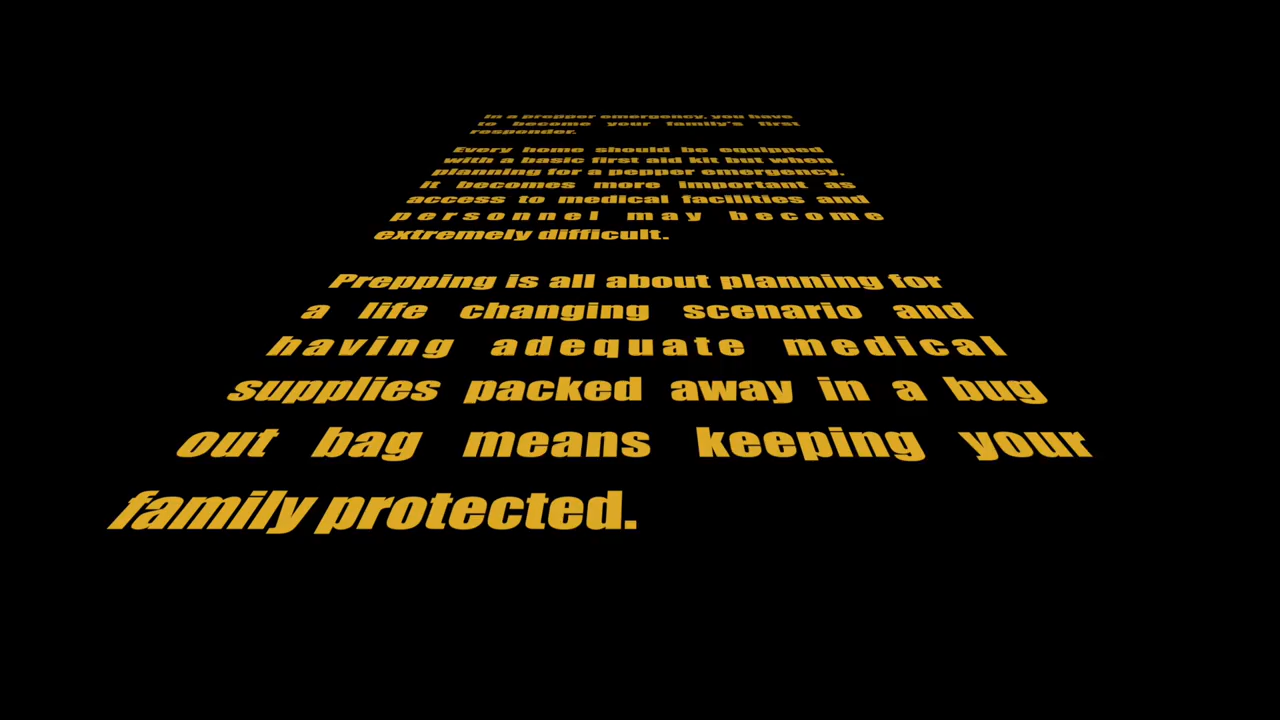 In a prepper emergency, you have
to become your family's first
responder.
Every home should be equipped
with a basic first aid kit but when
planning for a pepper emergency.
it becomes more important as
access to medical facilities and
personnel may become
extremely difficult.
Prepping is all about planning for
a life changing scenario and
having adequate medical
supplies packed away in a bug
out bag means keeping your
family protected.